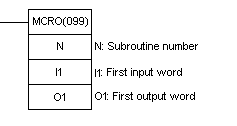 MCRO(099)
N N: Subroutine number
I1 I1: First input word
O1 O1: First output word